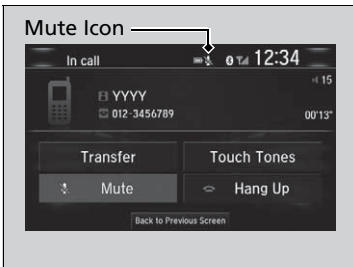 Mute Icon
In call 12:34
15
YYYY
012-3456789
00'13"
Transfer Touch Tones
Mute Hang Up
Back to Previous Screen